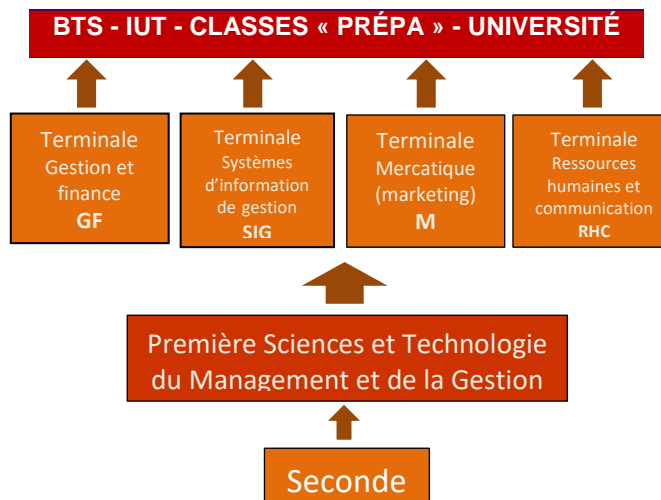 BTS - IUT - CLASSES « PRÉPA » - UNIVERSITÉ
Terminale
Gestion et
finance
GF
Terminale
Systèmes
d'information
de gestion
SIG
Terminale
Mercatique
(marketing)
M
Terminale
Ressources
humaines et
communication
RHC
Première Sciences et Technologie
du Management et de la Gestion
Seconde